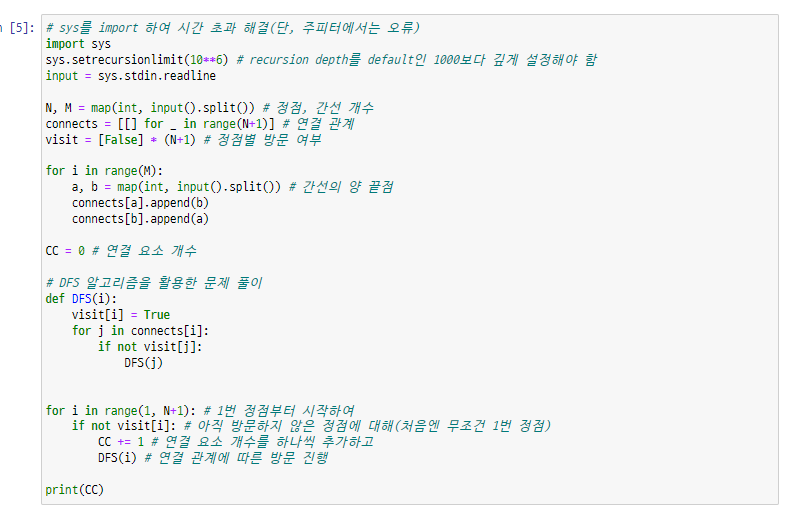 [5]: # sys를 import 하여 시간 초과 해결(단, 주피터에서는 오류)
import sys
sys.setrecursionlimit(10**6) # recursion depth를 default인 1000보다 깊게 설정해야 함
input = sys.stdin.readline

N, M = map(int, input().split()) # 정점, 간선 개수
connects = [[] for _ in range(N+1)] # 연결 관계
visit = [False] * (N+1) # 정점별 방문 여부

for i in range(M):
    a, b = map(int, input().split()) # 간선의 양 끝점
    connects[a].append(b)
    connects[b].append(a)

CC = 0 # 연결 요소 개수

# DFS 알고리즘을 활용한 문제 풀이
def DFS(i):
    visit[i] = True
    for j in connects[i]:
        if not visit[j]:
            DFS(j)


for i in range(1, N+1): # 1번 정점부터 시작하여
    if not visit[i]: # 아직 방문하지 않은 정점에 대해(처음엔 무조건 1번 정점)
        CC += 1 # 연결 요소 개수를 하나씩 추가하고
        DFS(i) # 연결 관계에 따른 방문 진행

print(CC)